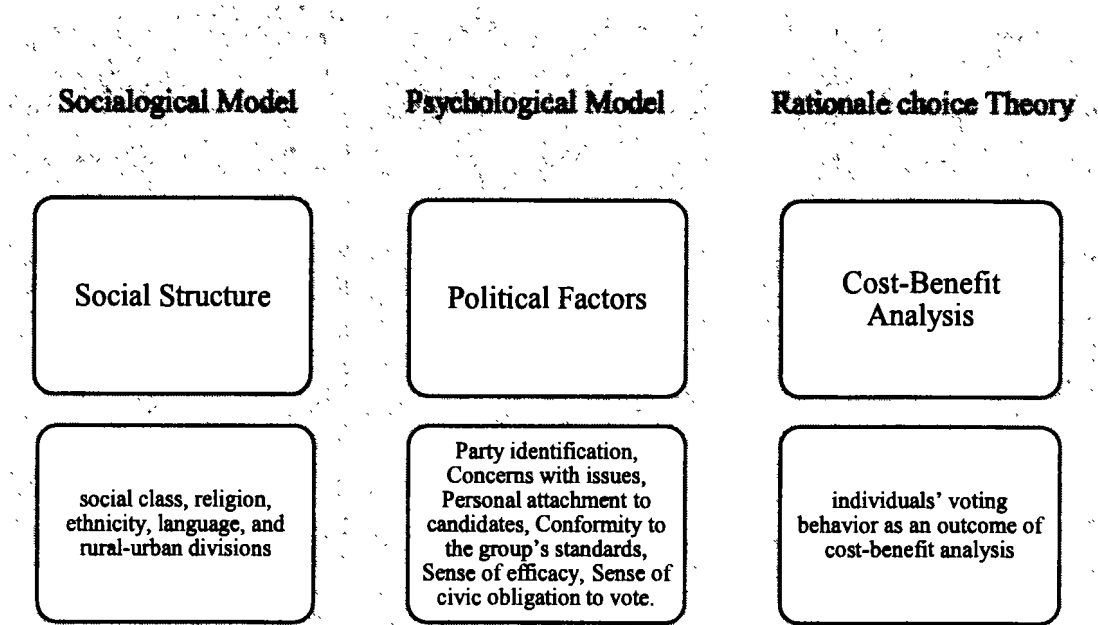 Socialogical Model
Psychological Model
Rationale choice Theory
Social Structure
Political Factors
Cost-Benefit
Analysis
social class, religion,
ethnicity, language, and
rural-urban divisions
Party identification,
Concerns with issues,
Personal attachment to
candidates, Conformity to
the group's standards,
Sense of efficacy, Sense of
civic obligation to vote.
individuals' voting
behavior as an outcome of
cost-benefit analysis